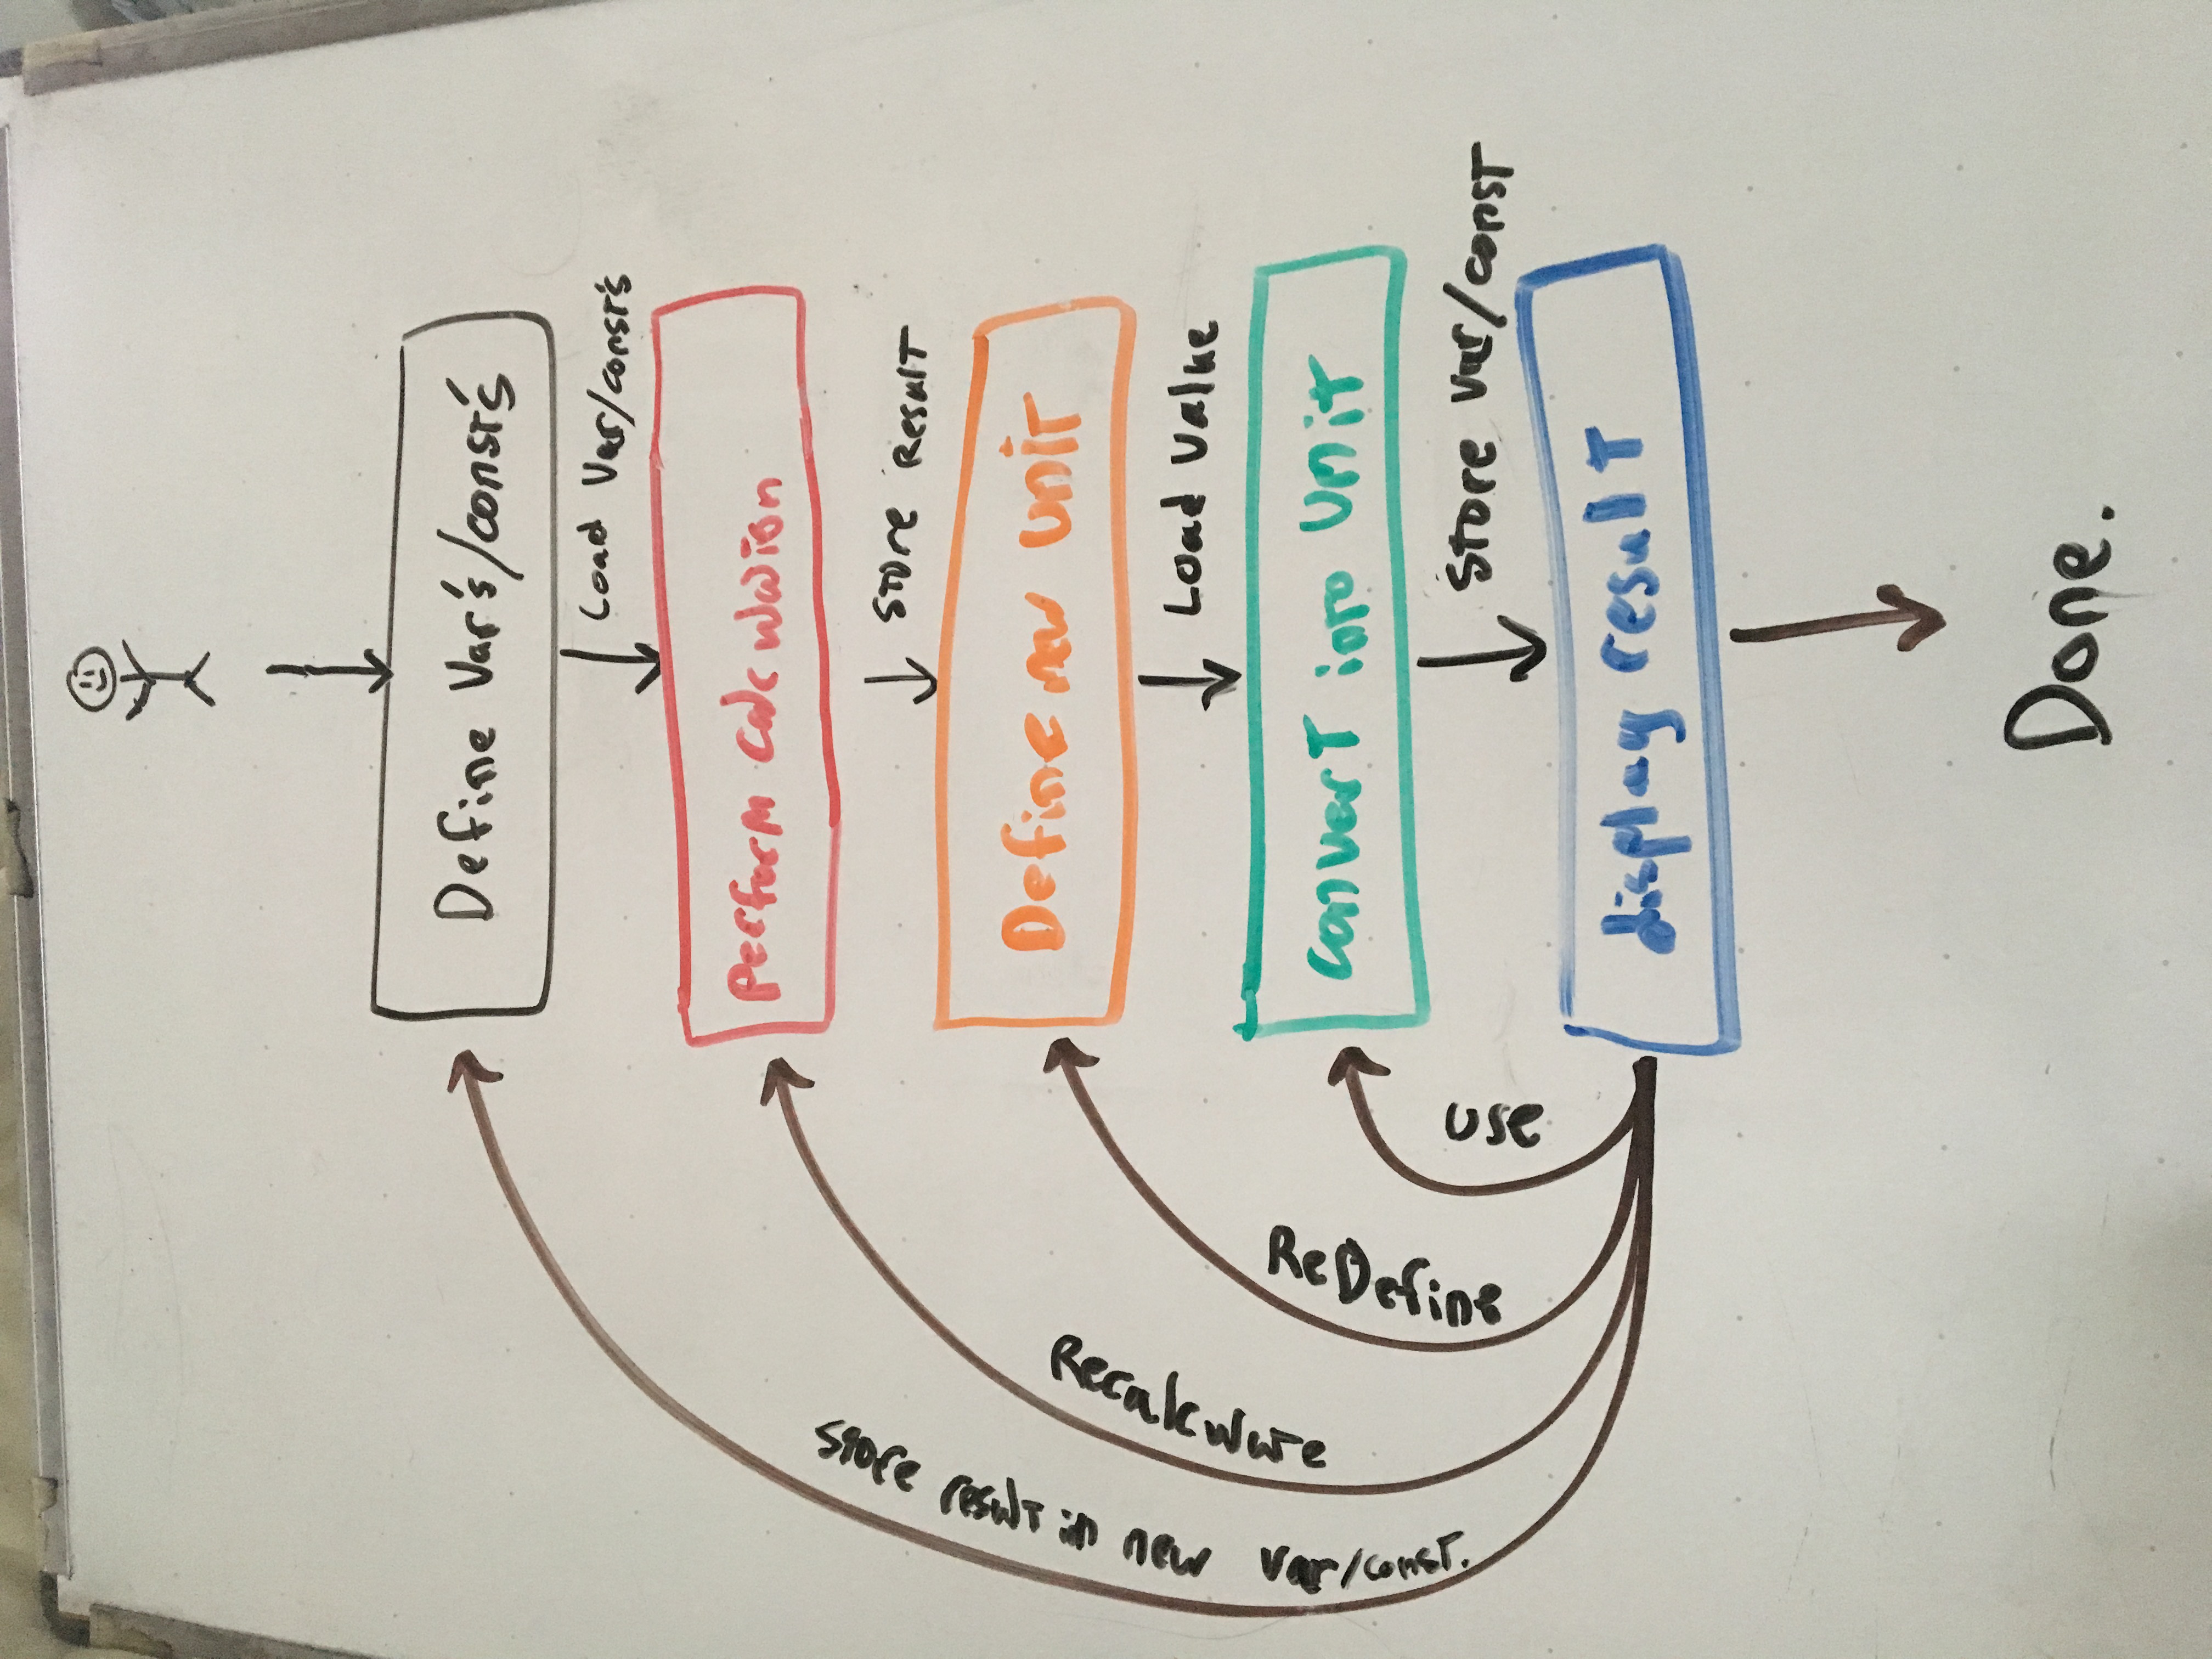 Define Var's/const's
Load Var/const's
Perform calculation
Store Result
Define new Unit
Load Value
convert into Unit
Store Var/const
display result
Store result in new Var/const.
Recalculate
ReDefine
Use
Done.